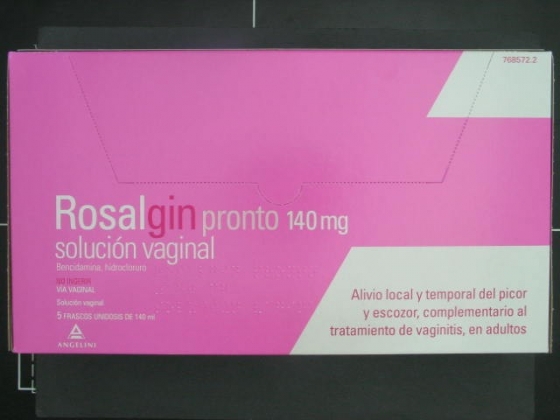 768572.2
Rosalgin pronto 140 mg
solución vaginal
Bencidamina, hidrocloruro
NO INGERIR
VÍA VAGINAL
Solución vaginal
5 FRASCOS UNIDOSIS DE 140 ml
ANGELINI
Alivio local y temporal del picor
y escozor, complementario al
tratamiento de vaginitis, en adultos